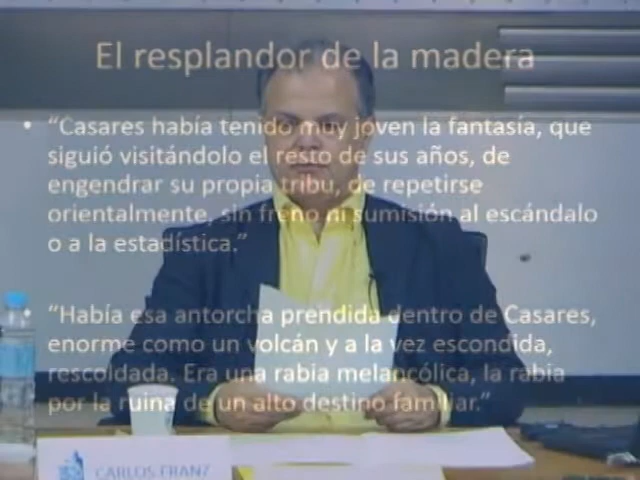 El resplandor de la madera
• "Casares había tenido muy joven la fantasía, que
siguió visitándolo el resto de sus años, de
engendrar su propia tribu, de repetirse
orientalmente, sin freno ni sumisión al escándalo
o a la estadística."
• "Había esa antorcha prendida dentro de Casares,
enorme como un volcán y a la vez escondida,
rescoldada. Era una rabia melancólica, la rabia
por la ruina de un alto destino familiar."
CARLOS FRANZ